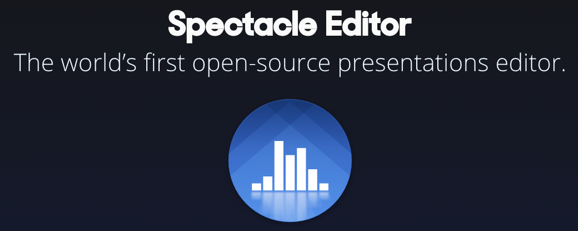 Spectacle Editor
The world’s first open-source presentations editor.